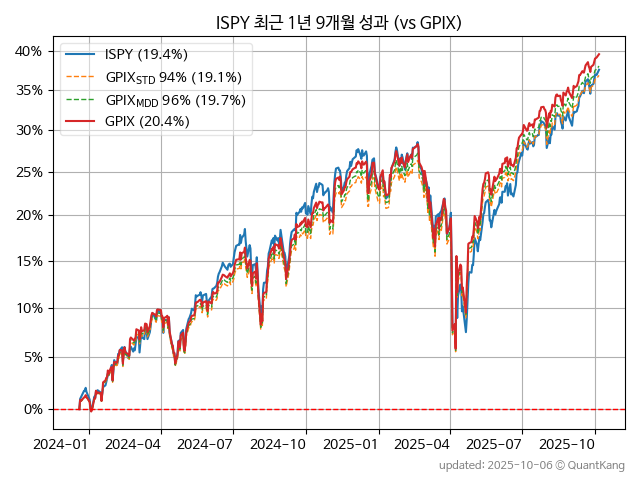 ISPY 최근 1년 9개월 성과 (vs GPIX)
ISPY (19.4%)
GPIX_STD 94% (19.1%)
GPIX_MDD 96% (19.7%)
GPIX (20.4%)
40%
35%
30%
25%
20%
15%
10%
5%
0%
2024-01 2024-04 2024-07 2024-10 2025-01 2025-04 2025-07 2025-10
updated: 2025-10-06 © QuantKang